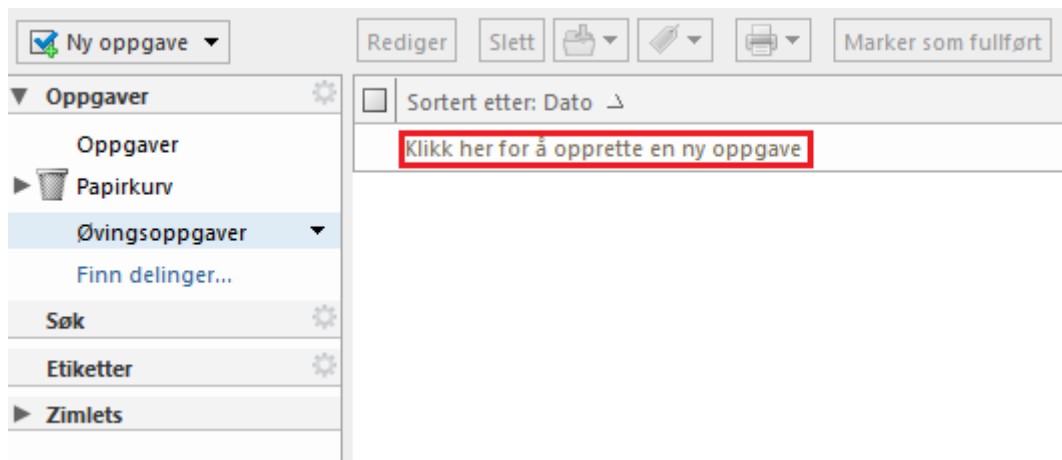 Ny oppgave
Rediger
Slett
Marker som fullført
Oppgaver
Oppgaver
Papirkurv
Øvingsoppgaver
Finn delinger...
Søk
Etiketter
Zimlets
Sortert etter: Dato
Klikk her for å opprette en ny oppgave